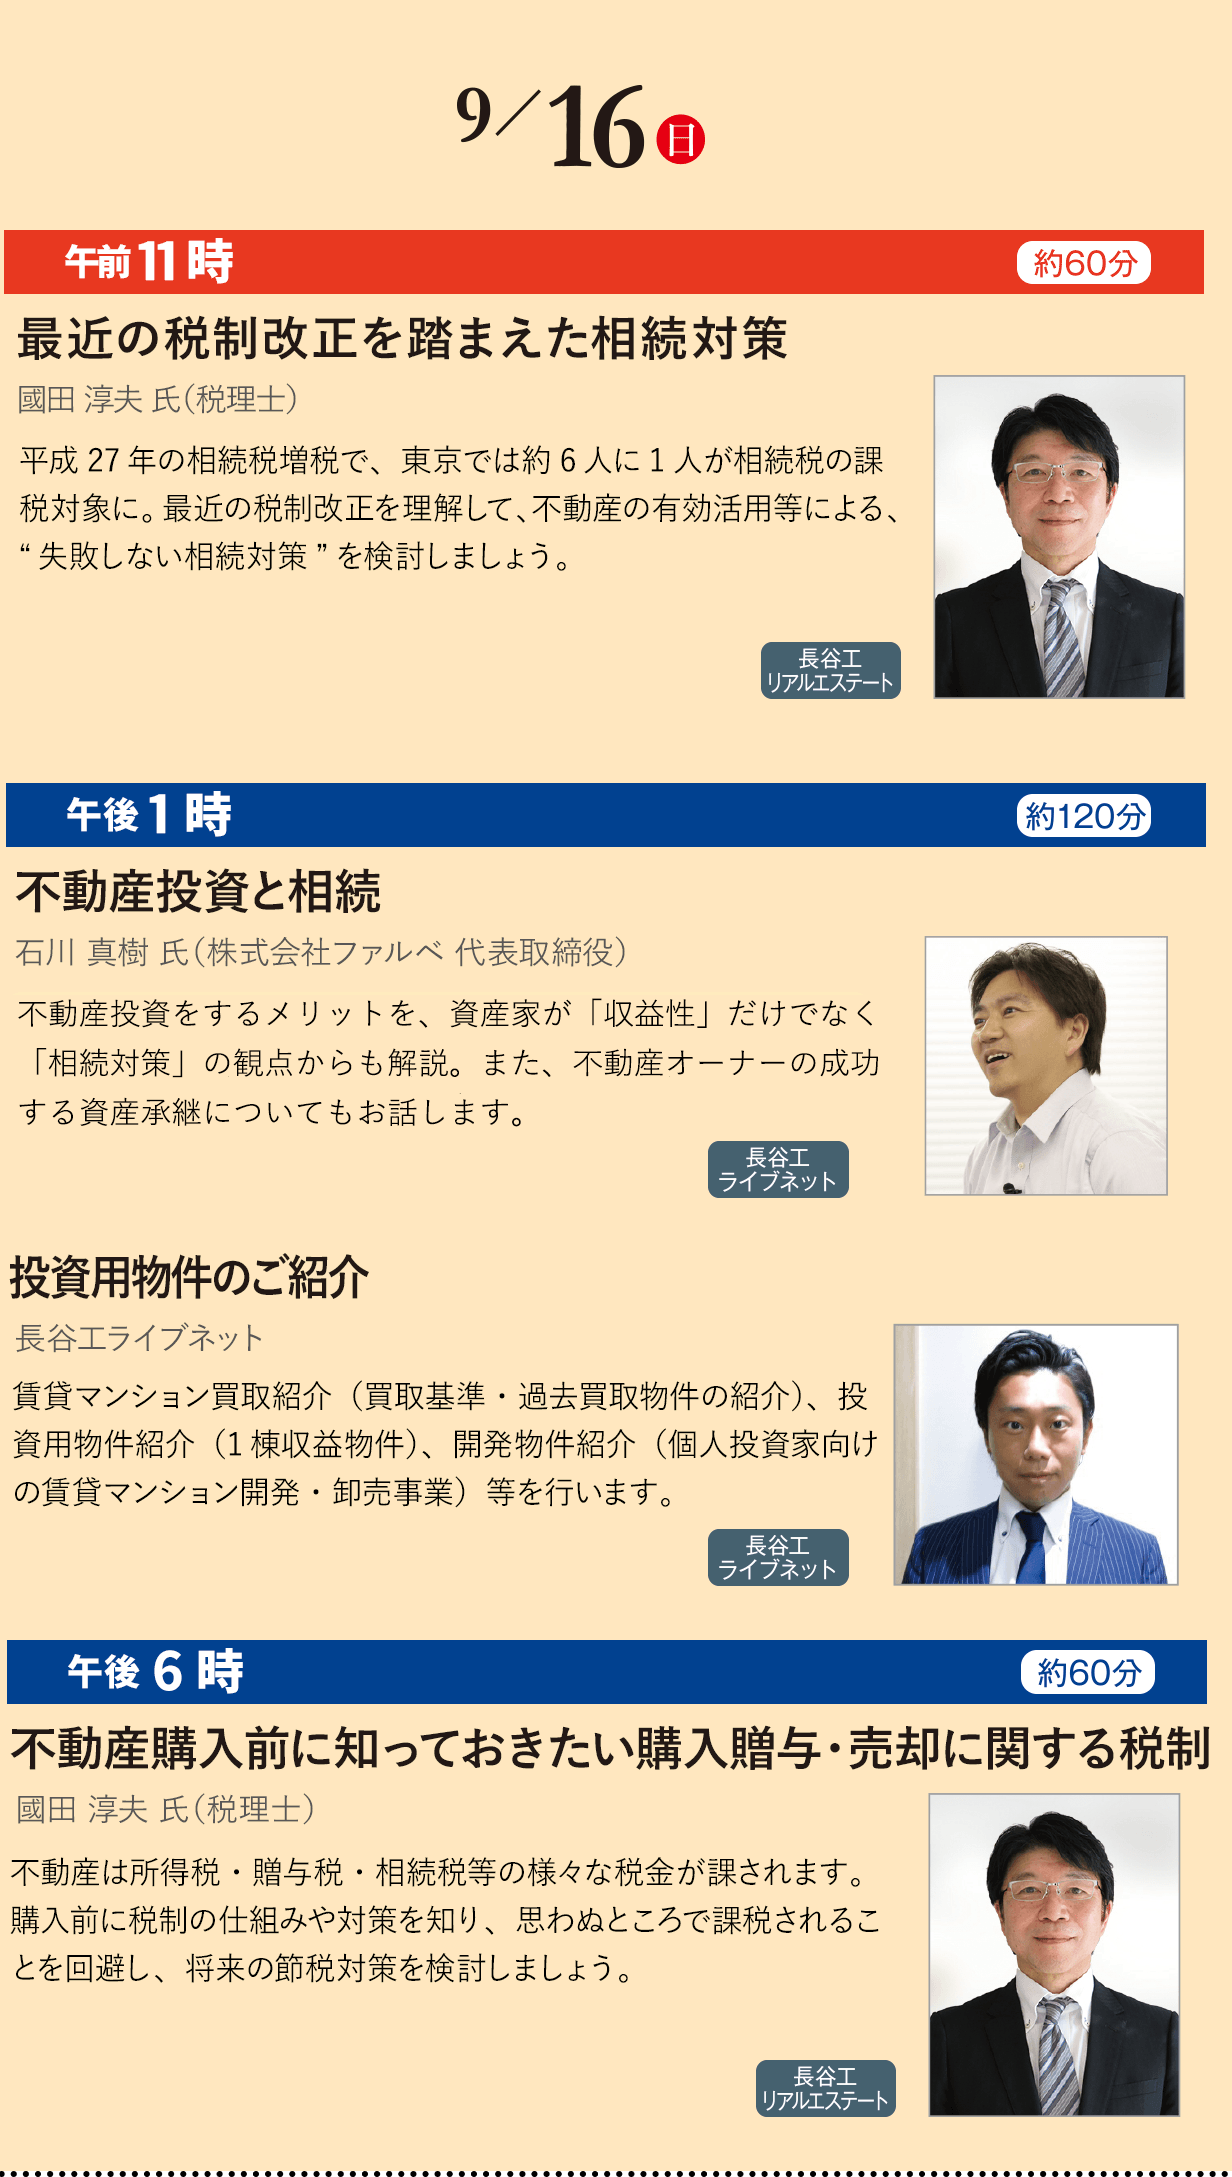 9／16日
午前11時 約60分
最近の税制改正を踏まえた相続対策
國田 淳夫 氏（税理士）
平成 27 年の相続税増税で、東京では約 6 人に 1 人が相続税の課
税対象に。最近の税制改正を理解して、不動産の有効活用等による、
“ 失敗しない相続対策 ” を検討しましょう。
長谷工
リアルエステート
午後1時 約120分
不動産投資と相続
石川 真樹 氏（株式会社ファルベ 代表取締役）
不動産投資をするメリットを、資産家が「収益性」だけでなく
「相続対策」の観点からも解説。また、不動産オーナーの成功
する資産承継についてもお話します。
長谷工
ライブネット
投資用物件のご紹介
長谷工ライブネット
賃貸マンション買取紹介（買取基準・過去買取物件の紹介）、投
資用物件紹介（1 棟収益物件）、開発物件紹介（個人投資家向け
の賃貸マンション開発・卸売事業）等を行います。
長谷工
ライブネット
午後 6 時 約60分
不動産購入前に知っておきたい購入贈与・売却に関する税制
國田 淳夫 氏（税理士）
不動産は所得税・贈与税・相続税等の様々な税金が課されます。
購入前に税制の仕組みや対策を知り、思わぬところで課税されるこ
とを回避し、将来の節税対策を検討しましょう。
長谷工
リアルエステート